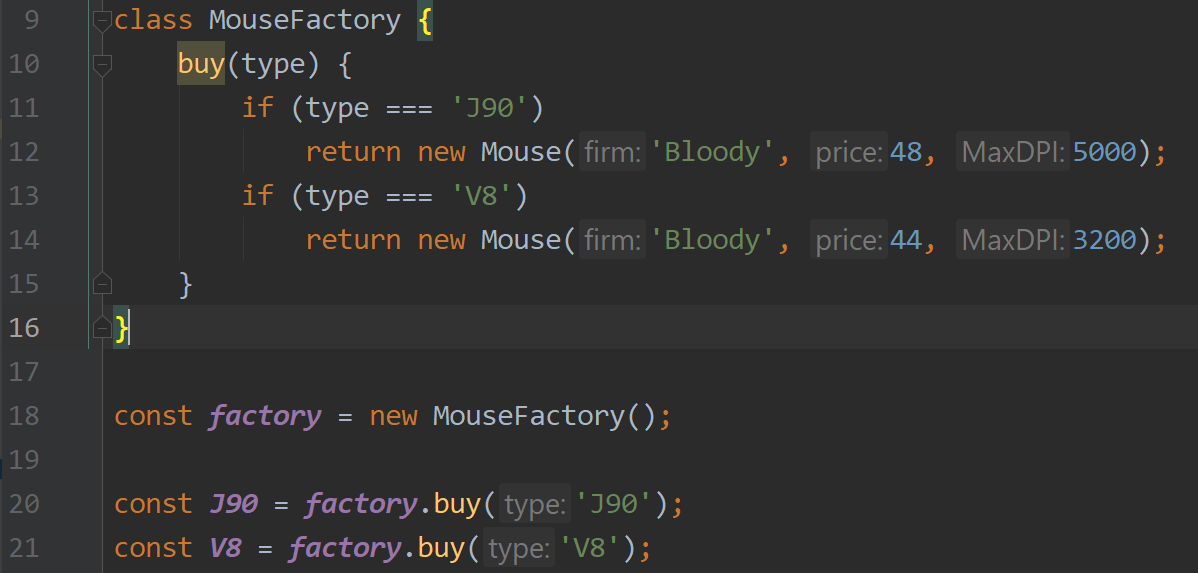 9 class MouseFactory {
10 buy(type) {
11 if (type === 'J90')
12 return new Mouse( firm: 'Bloody', price: 48, MaxDPI: 5000);
13 if (type === 'V8')
14 return new Mouse( firm: 'Bloody', price: 44, MaxDPI: 3200);
15 }
16 }
17
18 const factory = new MouseFactory();
19
20 const J90 = factory.buy( type: 'J90');
21 const V8 = factory.buy( type: 'V8');